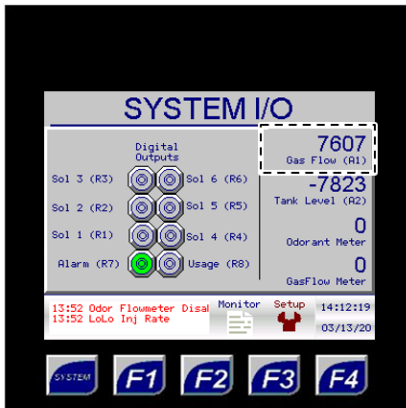 SYSTEM I/O
Digital
Outputs
7607
Gas Flow (A1)
Sol 3 (R3)
Sol 6 (R6)
-7823
Tank Level (A2)
Sol 2 (R2)
Sol 5 (R5)
0
Odorant Meter
Sol 1 (R1)
Sol 4 (R4)
Alarm (R7)
Usage (R8)
0
GasFlow Meter
13:52 Odor Flowmeter Disal
13:52 LoLo Inj Rate
Monitor
Setup
14:12:19
03/13/20
SYSTEM
F1
F2
F3
F4